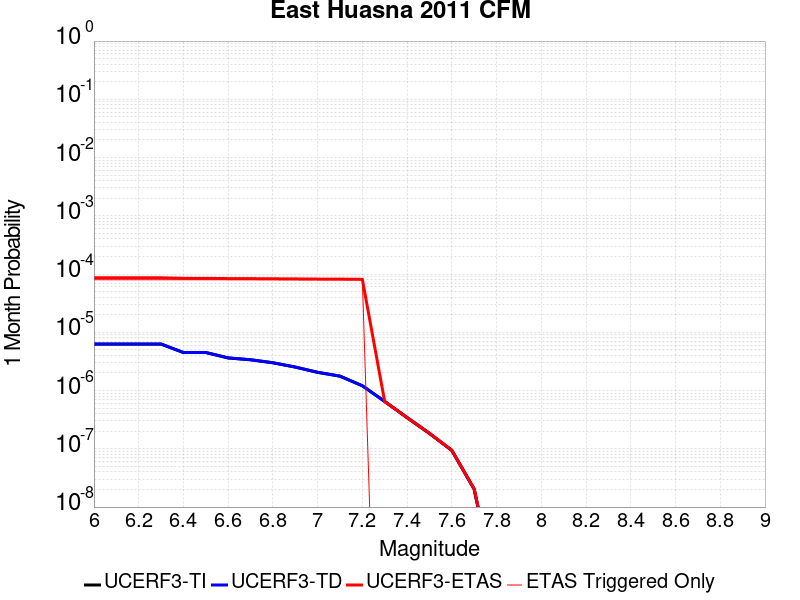 East Huasna 2011 CFM
10^0
10^-1
10^-2
10^-3
10^-4
10^-5
10^-6
10^-7
10^-8
1 Month Probability
6 6.2 6.4 6.6 6.8 7 7.2 7.4 7.6 7.8 8 8.2 8.4 8.6 8.8 9
Magnitude
UCERF3-TI UCERF3-TD UCERF3-ETAS ETAS Triggered Only